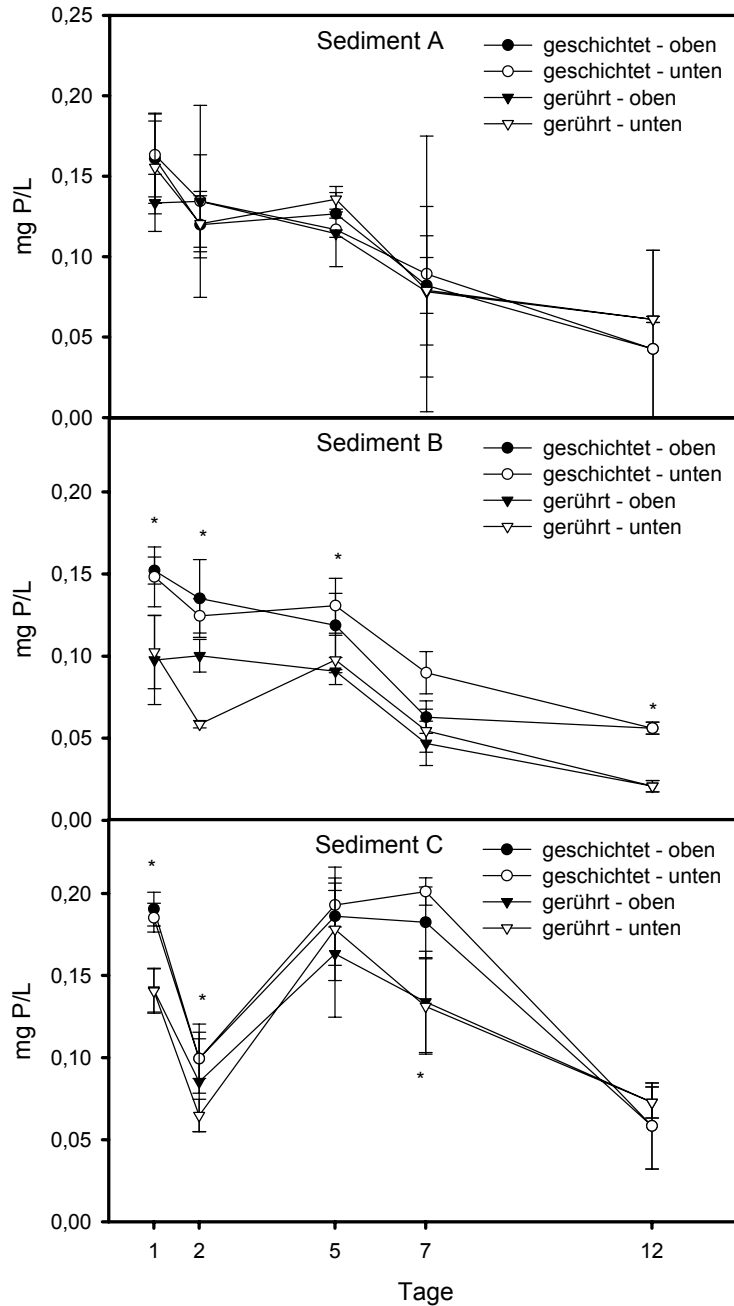 0,25
Sediment A
geschichtet - oben
geschichtet - unten
gerührt - oben
gerührt - unten
0,20
0,15
mg P/L
0,10
0,05
0,00
Sediment B
geschichtet - oben
geschichtet - unten
gerührt - oben
gerührt - unten
0,20
* * *
0,15
mg P/L
0,10
*
0,05
0,00
Sediment C
geschichtet - oben
geschichtet - unten
gerührt - oben
gerührt - unten
*
0,20
*
0,15
mg P/L
0,10
*
0,05
0,00
1 2 5 7 12
Tage